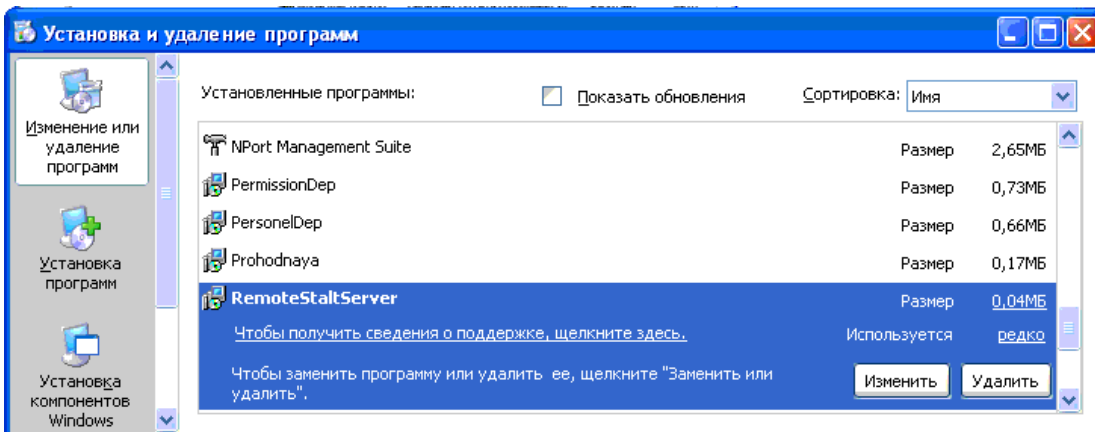 Установка и удаление программ
Изменение или
удаление
программ
Установка
программ
Установка
компонентов
Windows
Установленные программы:
Показать обновления
Сортировка: Имя
NPort Management Suite Размер 2,65МБ
PermissionDep Размер 0,73МБ
PersonelDep Размер 0,66МБ
Prohodnaya Размер 0,17МБ
RemoteStaltServer Размер 0,04МБ
Чтобы получить сведения о поддержке, щелкните здесь. Используется редко
Чтобы заменить программу или удалить ее, щелкните "Заменить или
удалить".
Изменить Удалить